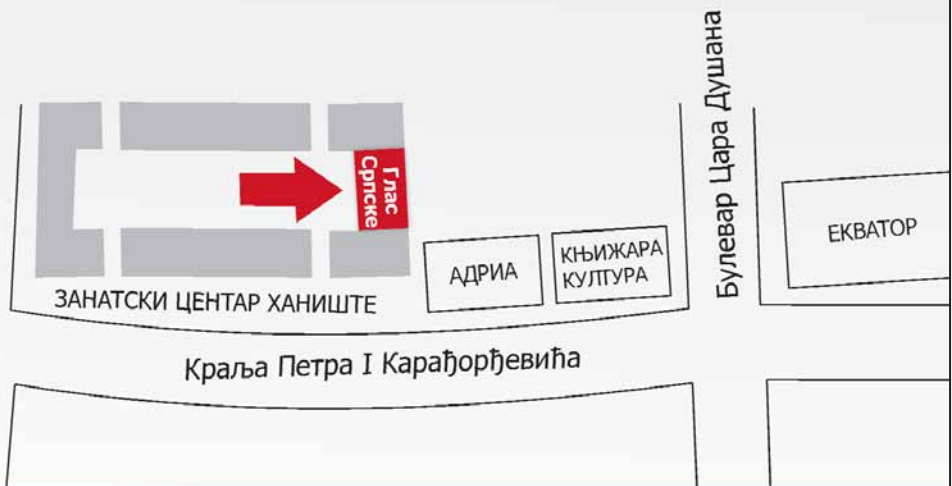 Булевар Цара Душана
Глас
Српске
АДРИА
КЊИЖАРА
КУЛТУРА
ЕКВАТОР
ЗАНАТСКИ ЦЕНТАР ХАНИШТЕ
Краља Петра I Карађорђевића